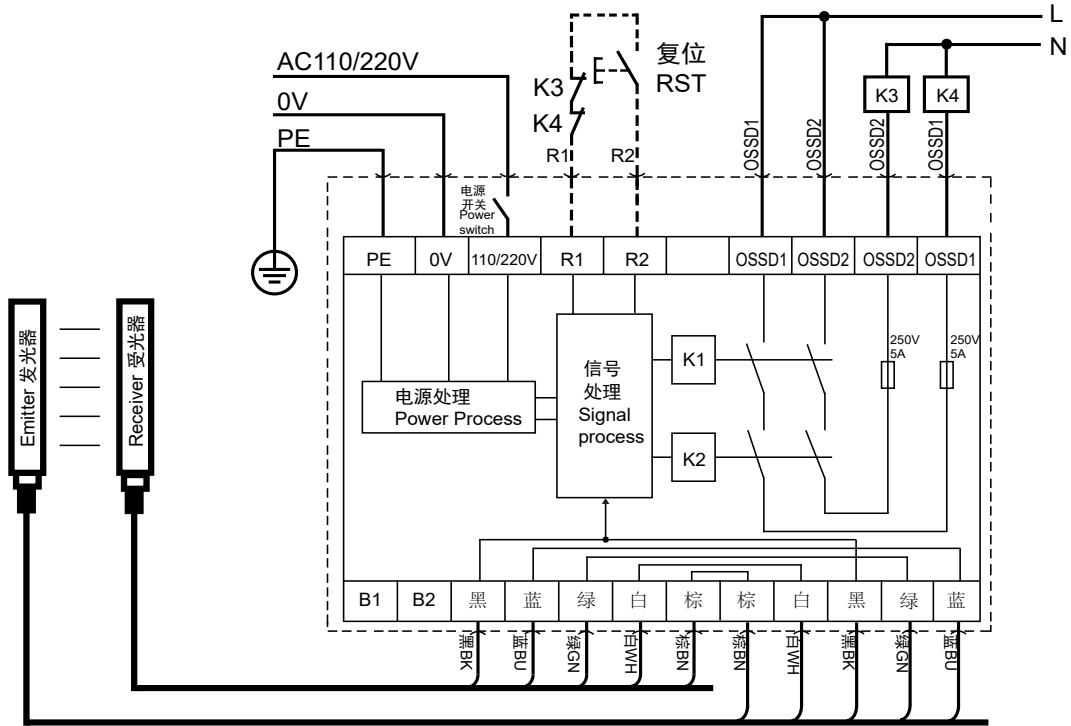 L
N
AC110/220V
0V
PE
复位
RST
K3
K4
R1
R2
OSSD1
OSSD2
K3
K4
OSSD2
OSSD1
电源
开关
Power
switch
PE
0V
110/220V
R1
R2
OSSD1
OSSD2
OSSD2
OSSD1
Emitter 发光器
Receiver 受光器
电源处理
Power Process
信号
处理
Signal
process
K1
K2
250V
5A
250V
5A
B1
B2
黑
蓝
绿
白
棕
棕
白
黑
绿
蓝
黑BK
蓝BU
绿GN
白WH
棕BN
棕BN
白WH
黑BK
绿GN
蓝BU